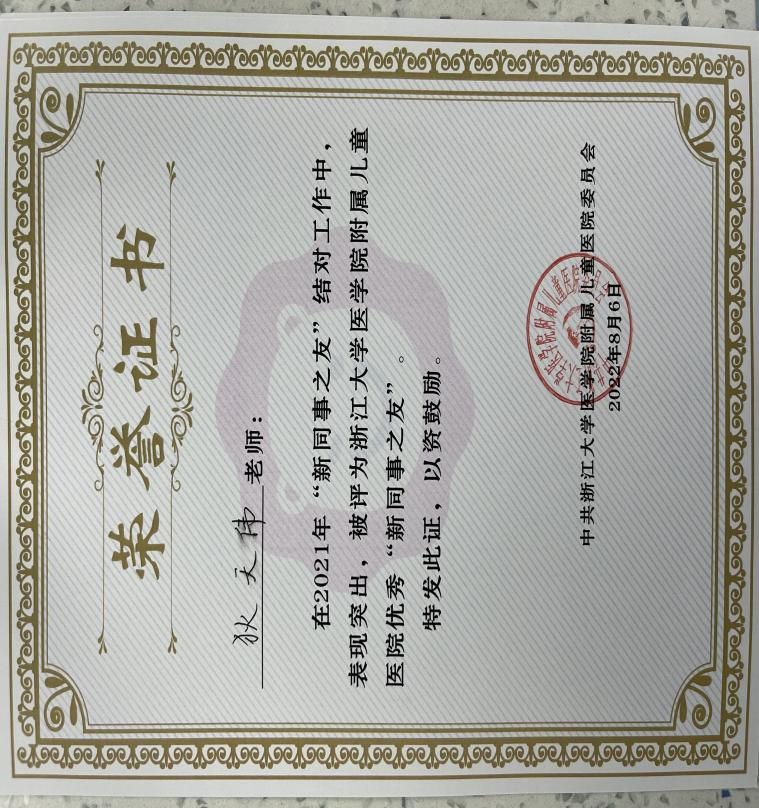 荣誉证书
狄天伟老师：
在2021年“新同事之友”结对工作中，
表现突出，被评为浙江大学医学院附属儿童
医院优秀“新同事之友”。
特发此证，以资鼓励。
中共浙江大学医学院附属儿童医院委员会
2022年8月6日